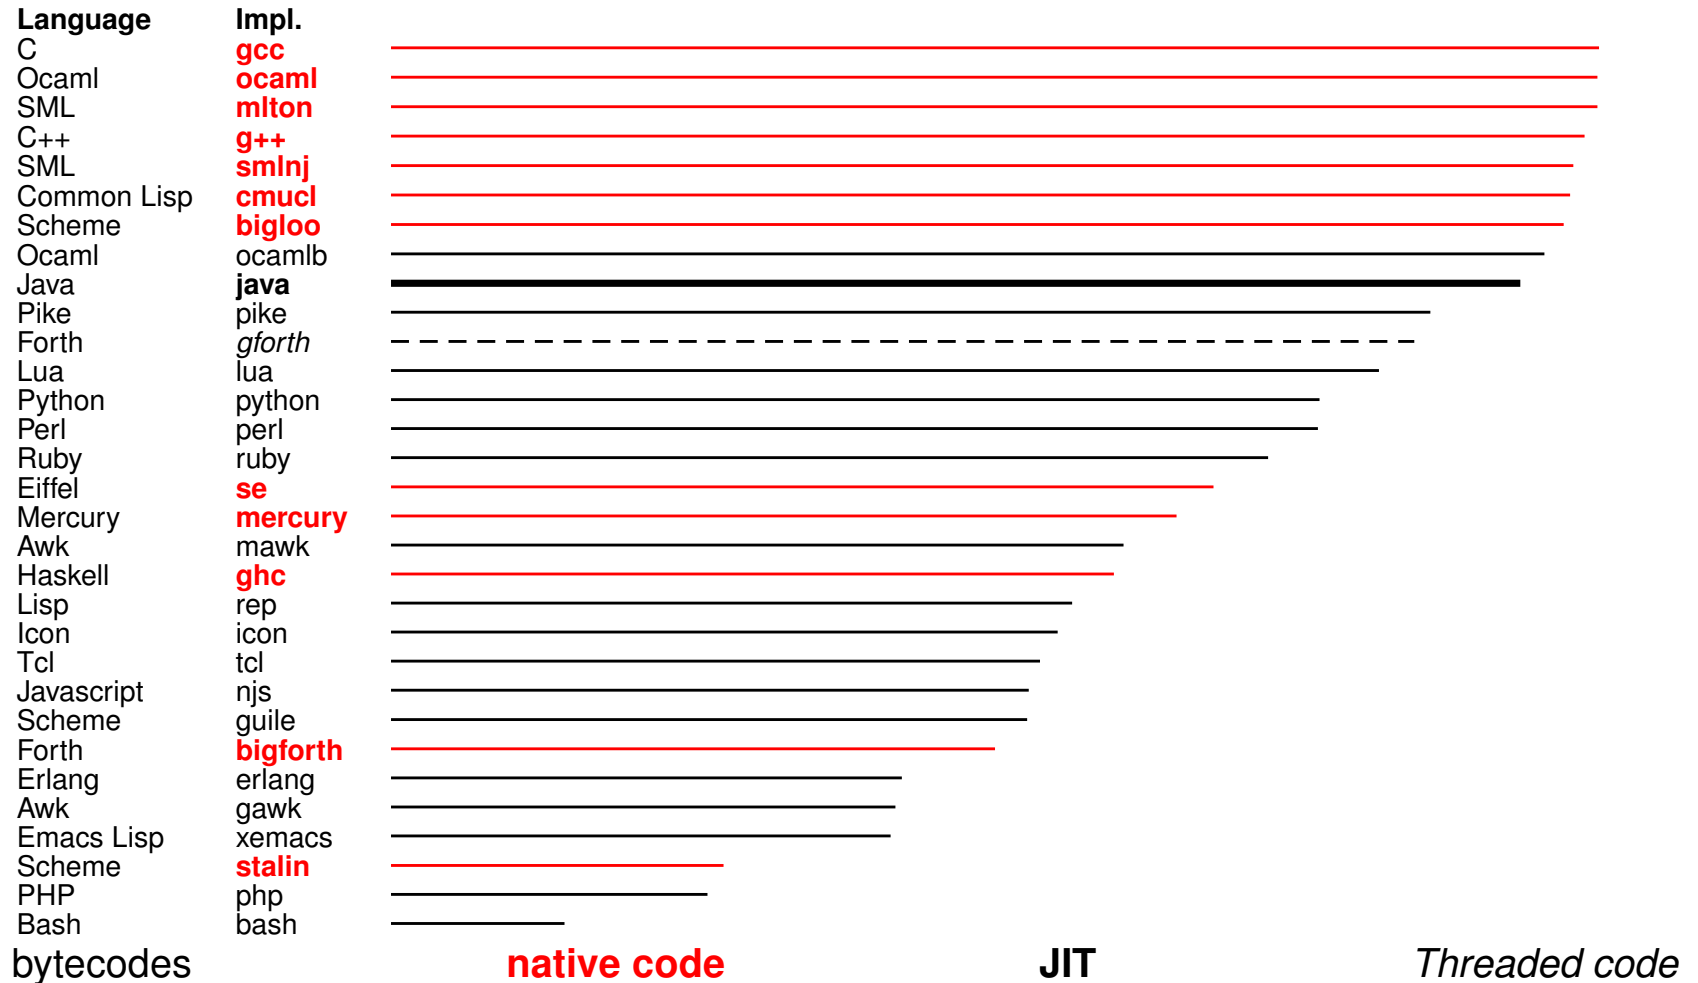 Language Impl.
C gcc
Ocaml ocaml
SML mlton
C++ g++
SML smlnj
Common Lisp cmucl
Scheme bigloo
Ocaml ocamlb
Java java
Pike pike
Forth gforth
Lua lua
Python python
Perl perl
Ruby ruby
Eiffel se
Mercury mercury
Awk mawk
Haskell ghc
Lisp rep
Icon icon
Tcl tcl
Javascript njs
Scheme guile
Forth bigforth
Erlang erlang
Awk gawk
Emacs Lisp xemacs
Scheme stalin
PHP php
Bash bash
bytecodes native code JIT Threaded code